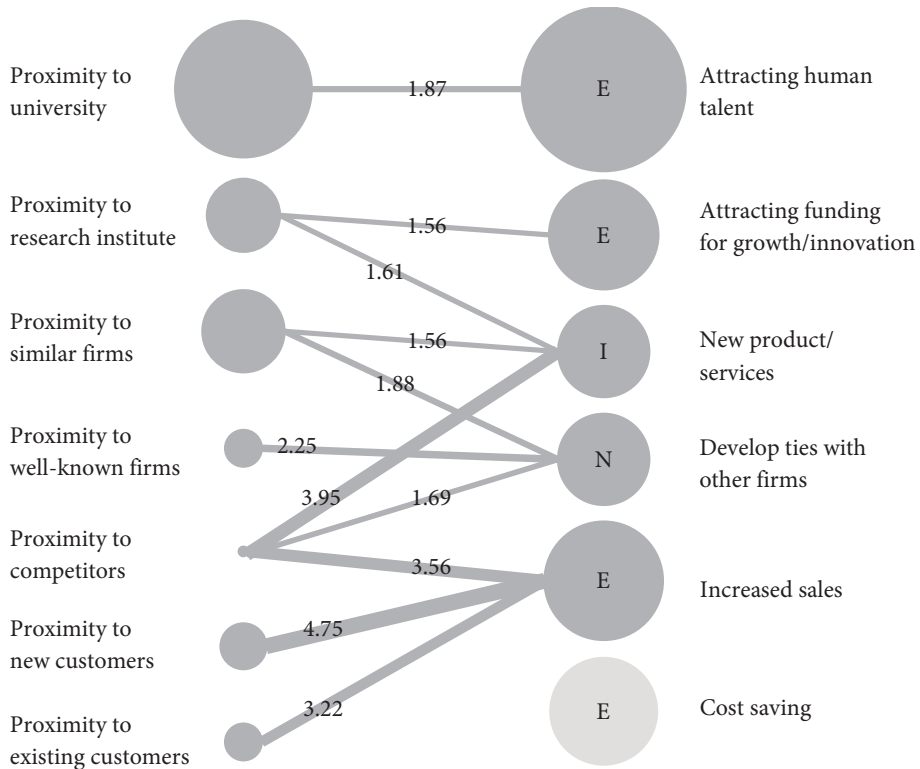 Proximity to
university
1.87
E
Attracting human
talent
Proximity to
research institute
1.56
E
Attracting funding
for growth/innovation
1.61
Proximity to
similar firms
1.56
I
New product/
services
1.88
Proximity to
well-known firms
2.25
N
Develop ties with
other firms
3.95
1.69
Proximity to
competitors
3.56
E
Increased sales
Proximity to
new customers
4.75
Proximity to
existing customers
3.22
E
Cost saving